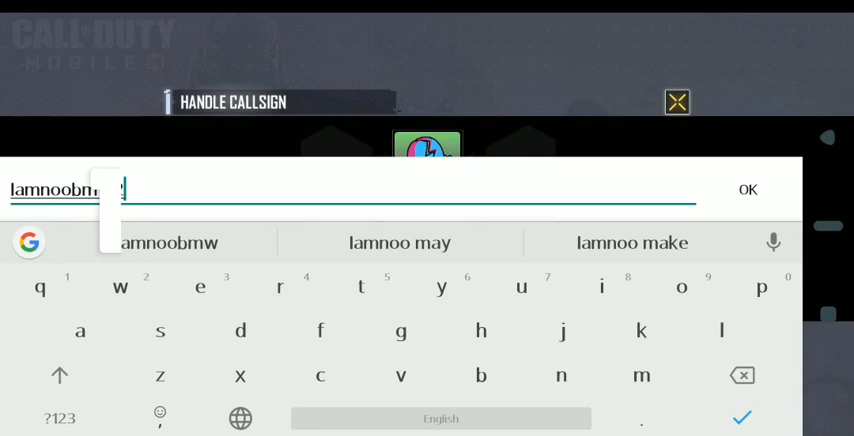 CALL OF DUTY
MOBILE
HANDLE CALLSIGN
OK
amnoobmw Iamnoo may Iamnoo make
q 1 w 2 e 3 r 4 t 5 y 6 u 7 i 8 o 9 p 0
a s d f g h j k l
z x c v b n m
?123 , English .